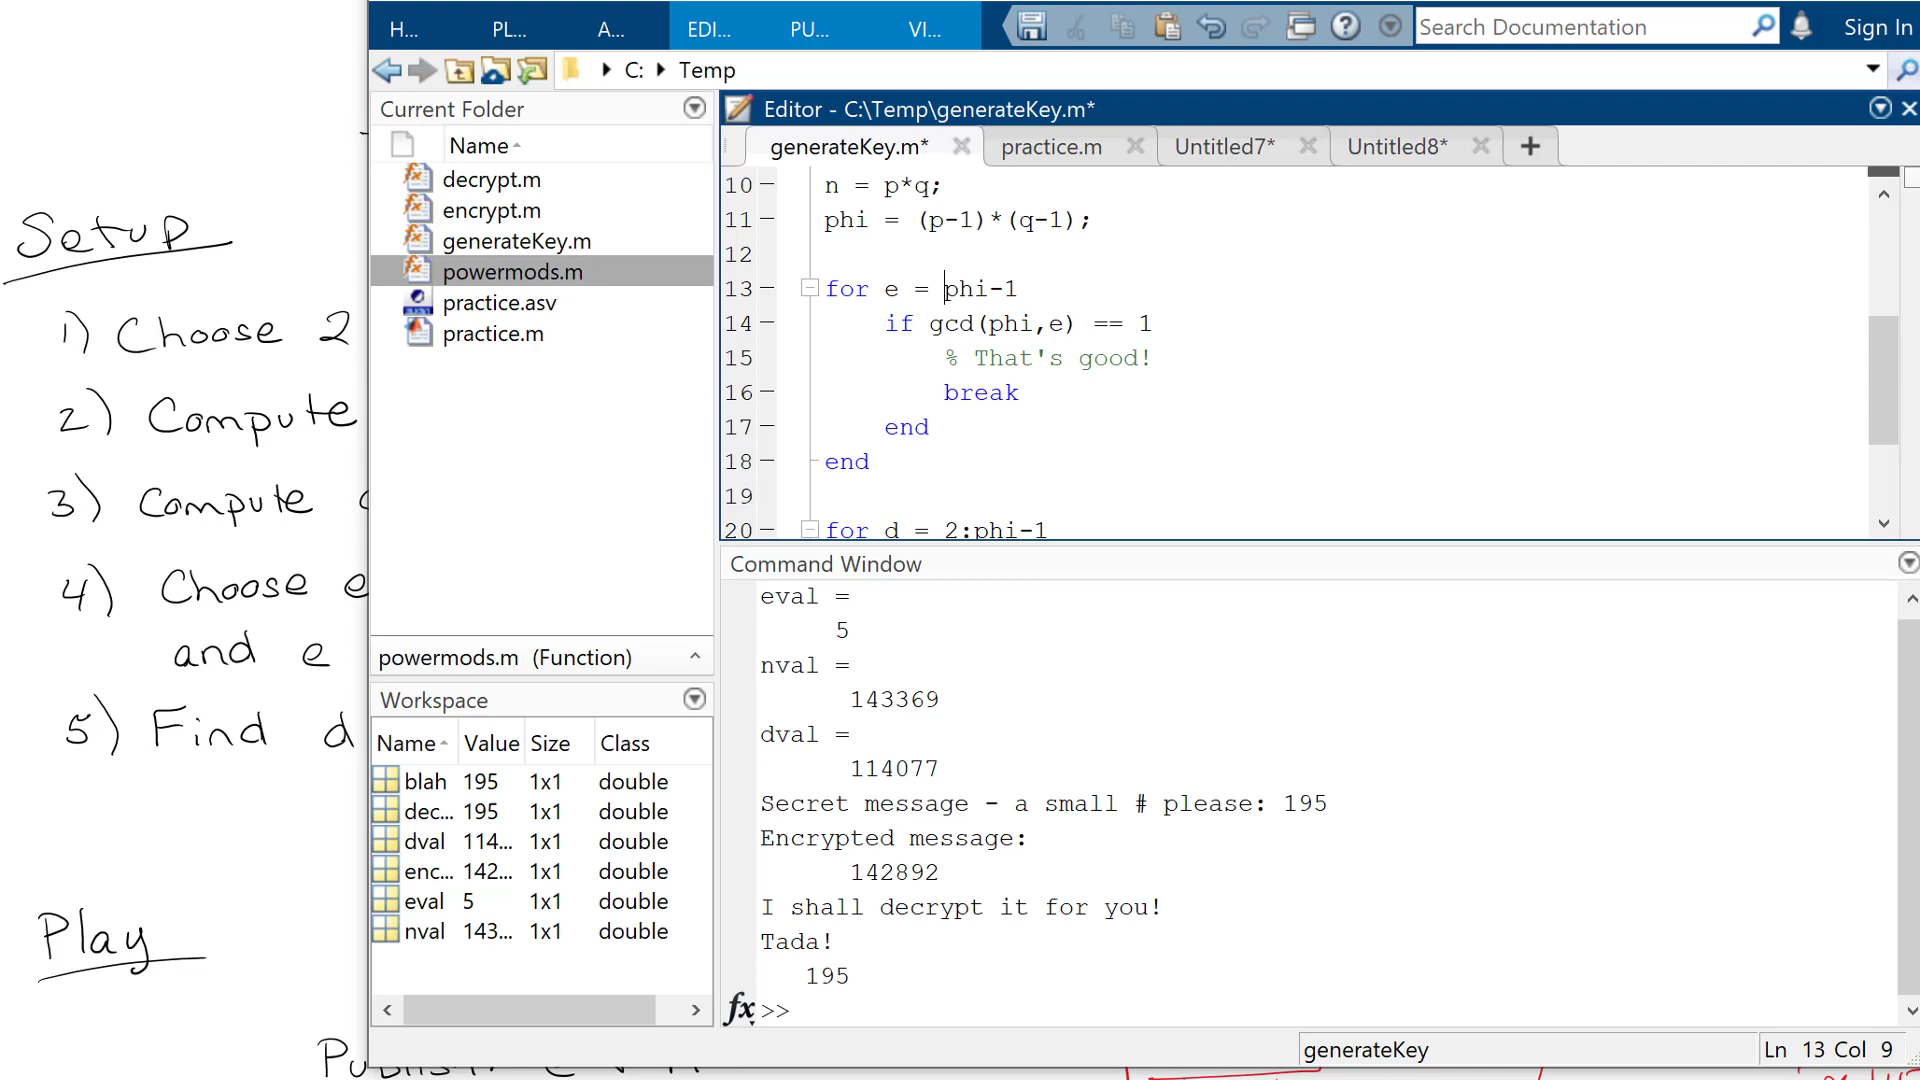 H... PL... A... EDI... PU... VI... Search Documentation Sign In
C: Temp
Current Folder
Name
decrypt.m
encrypt.m
generateKey.m
powermods.m
practice.asv
practice.m
powermods.m (Function)
Workspace
Name Value Size Class
blah 195 1x1 double
dec... 195 1x1 double
dval 114... 1x1 double
enc... 142... 1x1 double
eval 5 1x1 double
nval 143... 1x1 double
Editor - C:\Temp\generateKey.m*
generateKey.m* practice.m Untitled7* Untitled8* +
10 n = p*q;
11 phi = (p-1)*(q-1);
12
13 for e = phi-1
14 if gcd(phi,e) == 1
15 % That's good!
16 break
17 end
18 end
19
20 for d = 2:phi-1
Command Window
eval =
5
nval =
143369
dval =
114077
Secret message - a small # please: 195
Encrypted message:
142892
I shall decrypt it for you!
Tada!
195
fx >>
generateKey Ln 13 Col 9
Setup
1) Choose 2
2) Compute
3) Compute
4) Choose e
and e
5) Find d
Play